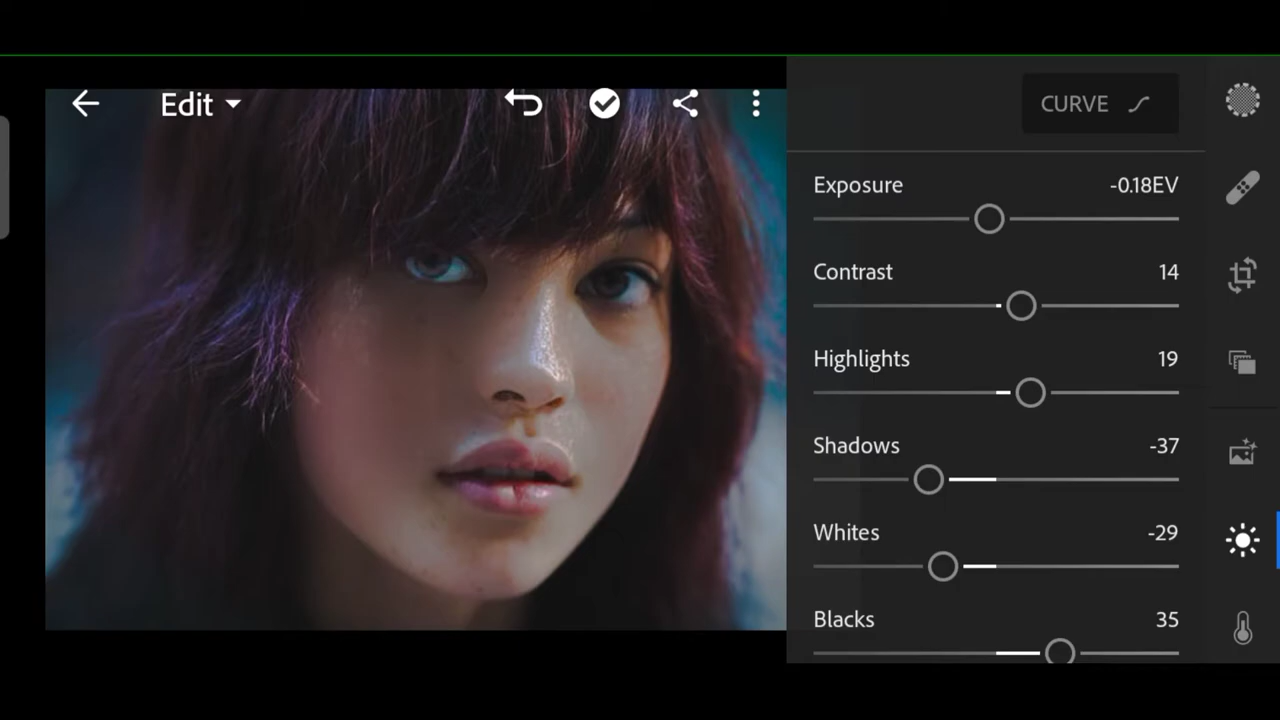 Edit
CURVE
Exposure -0.18EV
Contrast 14
Highlights 19
Shadows -37
Whites -29
Blacks 35